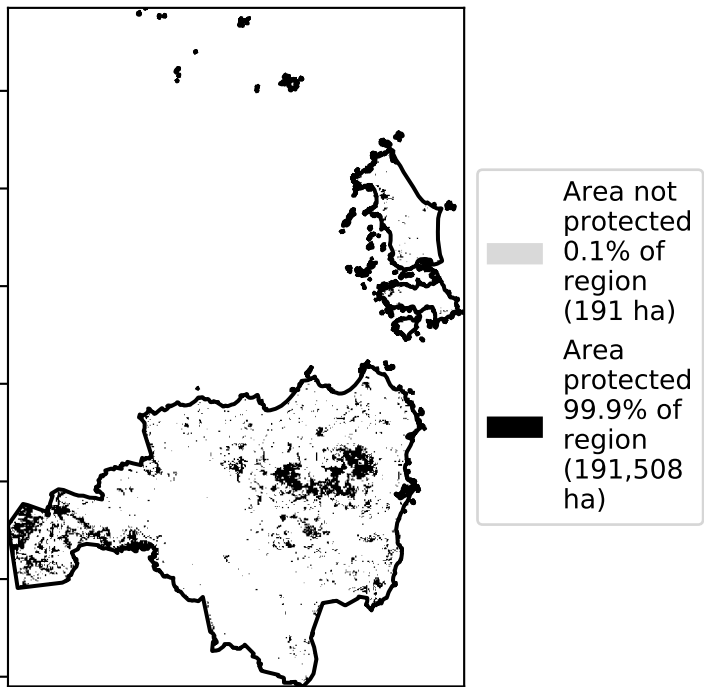 Area not
protected
0.1% of
region
(191 ha)
Area
protected
99.9% of
region
(191,508
ha)